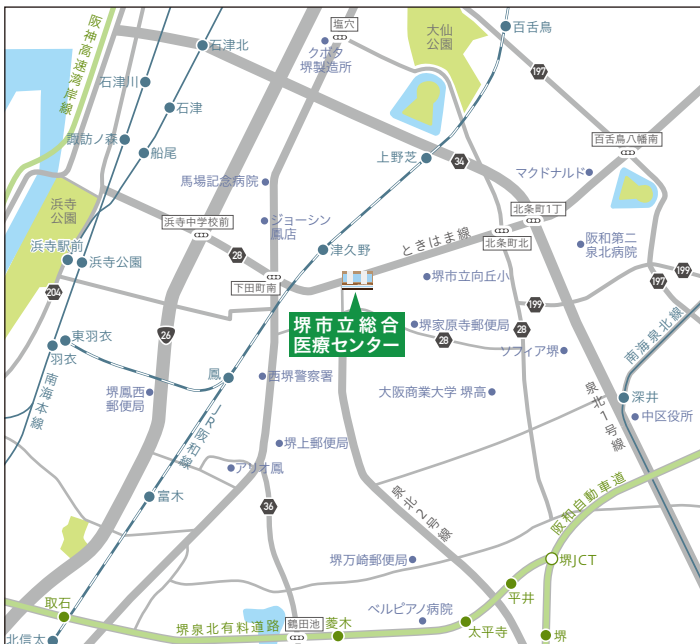 阪神高速湾岸線
石津北
塩穴
クボタ
堺製造所
大仙
公園
百舌鳥
197
石津川
石津
諏訪ノ森
船尾
百舌鳥八幡南
上野芝
34
マクドナルド
馬場記念病院
浜寺
公園
浜寺中学校前
ジョーシン
鳳店
北条町1丁
ときはま線
北条町北
阪和第二
泉北病院
浜寺駅前
浜寺公園
28
津久野
下田町南
堺市立向丘小
199
197
204
199
堺市立総合
医療センター
堺家原寺郵便局
28
28
26
東羽衣
羽衣
ソフィア堺
南海泉北線
南海本線
鳳
西堺警察署
堺鳳西
郵便局
大阪商業大学 堺高
泉北1号線
深井
中区役所
JR阪和線
堺上郵便局
アリオ鳳
富木
36
泉北2号線
阪和自動車道
堺万崎郵便局
堺JCT
平井
取石
堺泉北有料道路
鶴田池
菱木
ベルピアノ病院
太平寺
堺
北信太